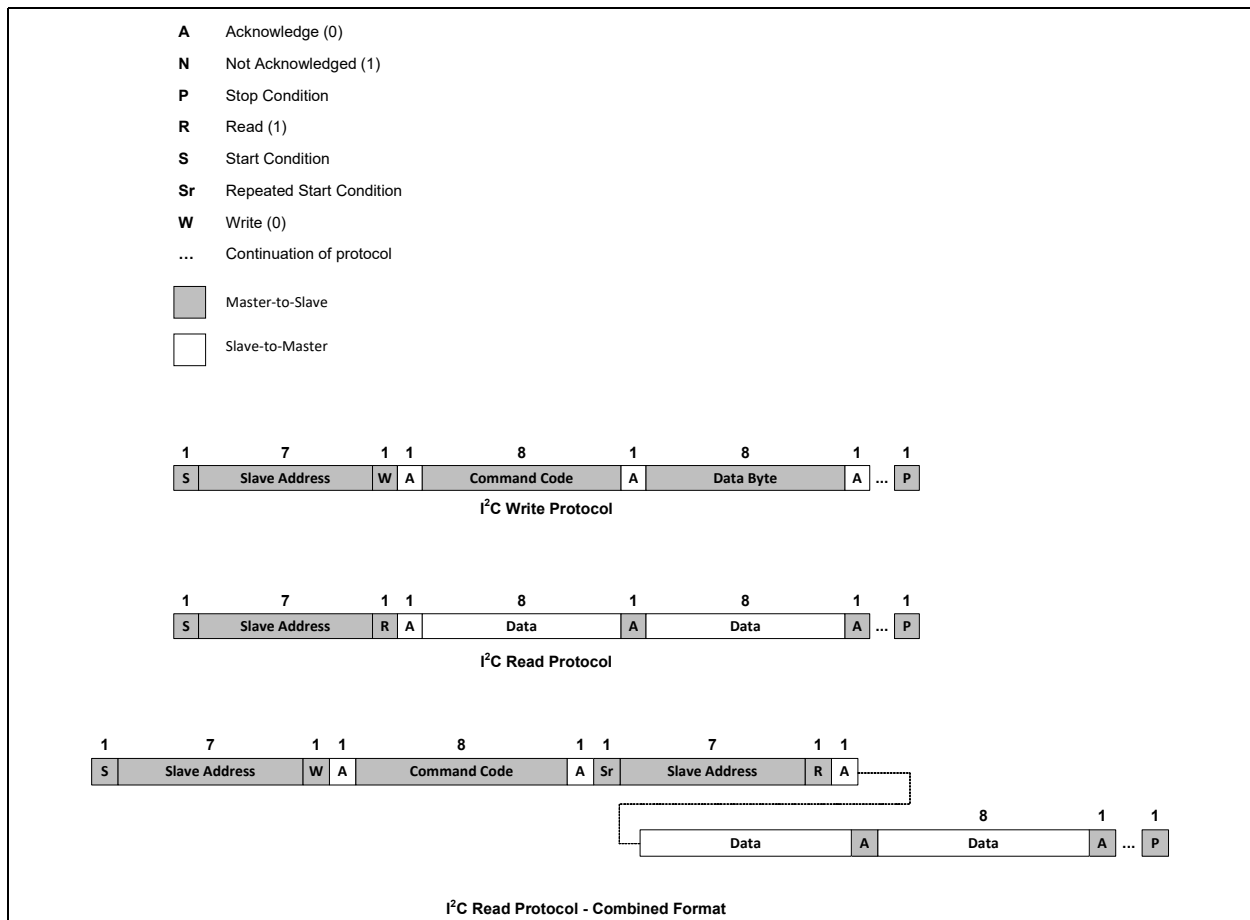 A Acknowledge (0)
N Not Acknowledged (1)
P Stop Condition
R Read (1)
S Start Condition
Sr Repeated Start Condition
W Write (0)
... Continuation of protocol
Master-to-Slave
Slave-to-Master
1 7 1 1 8 1 8 1 1
S Slave Address W A Command Code A Data Byte A ... P
I²C Write Protocol
1 7 1 1 8 1 8 1 1
S Slave Address R A Data A Data A ... P
I²C Read Protocol
1 7 1 1 8 1 1 7 1 1
S Slave Address W A Command Code A Sr Slave Address R A
8 1 1
Data A Data A ... P
I²C Read Protocol - Combined Format